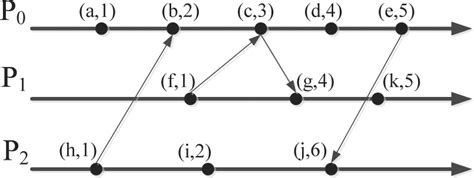 P0 (a,1) (b,2) (c,3) (d,4) (e,5)
P1 (f,1) (g,4) (k,5)
P2 (h,1) (i,2) (j,6)